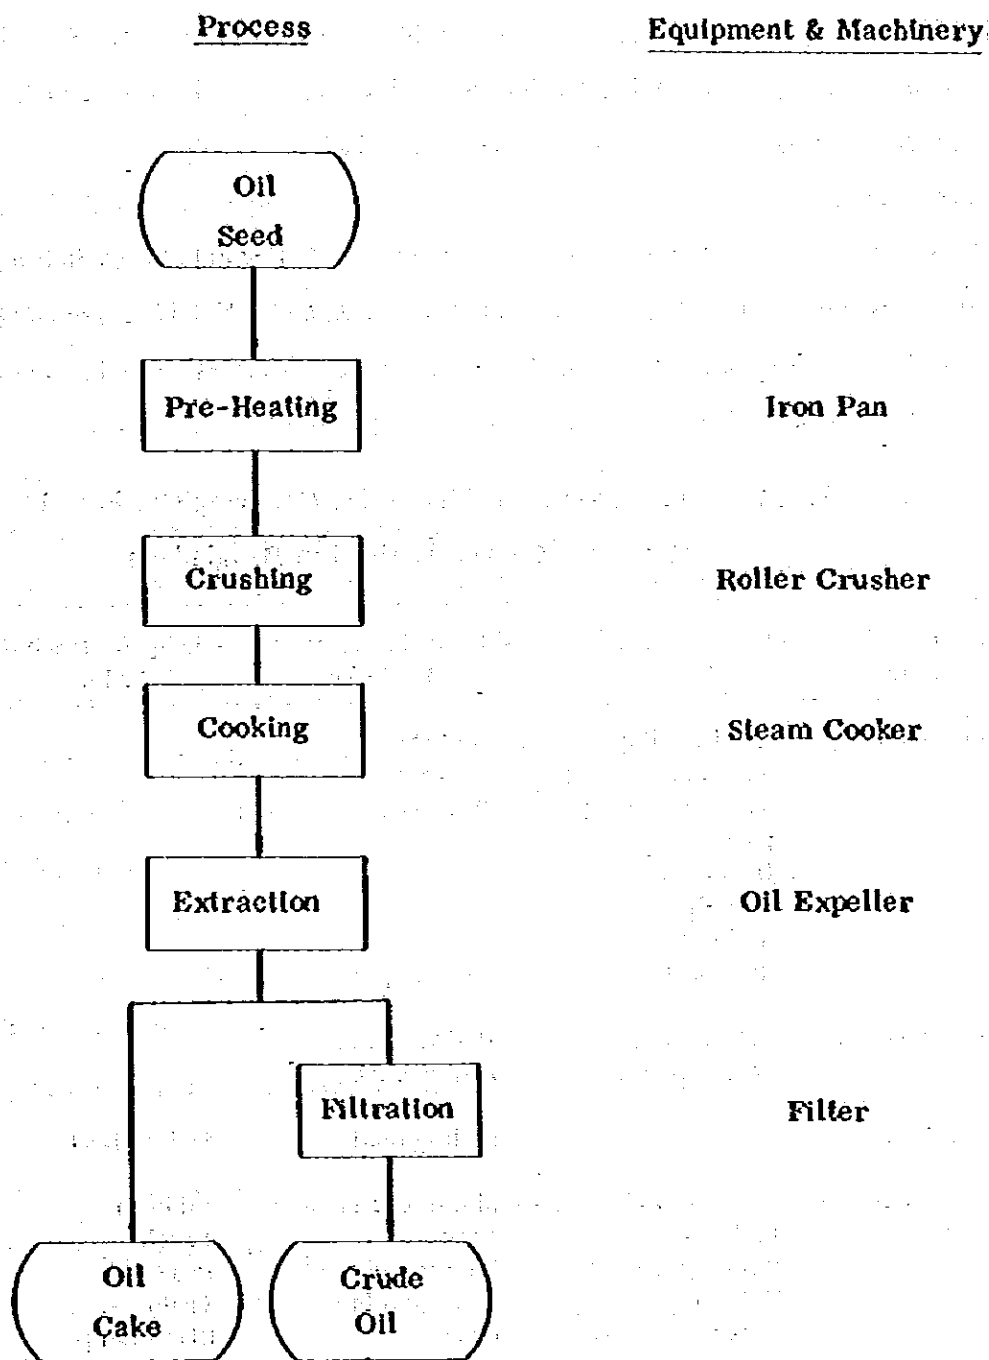 Process
Equipment & Machinery
Oil
Seed
Pre-Heating
Iron Pan
Crushing
Roller Crusher
Cooking
Steam Cooker
Extraction
Oil Expeller
Filtration
Filter
Oil
Cake
Crude
Oil